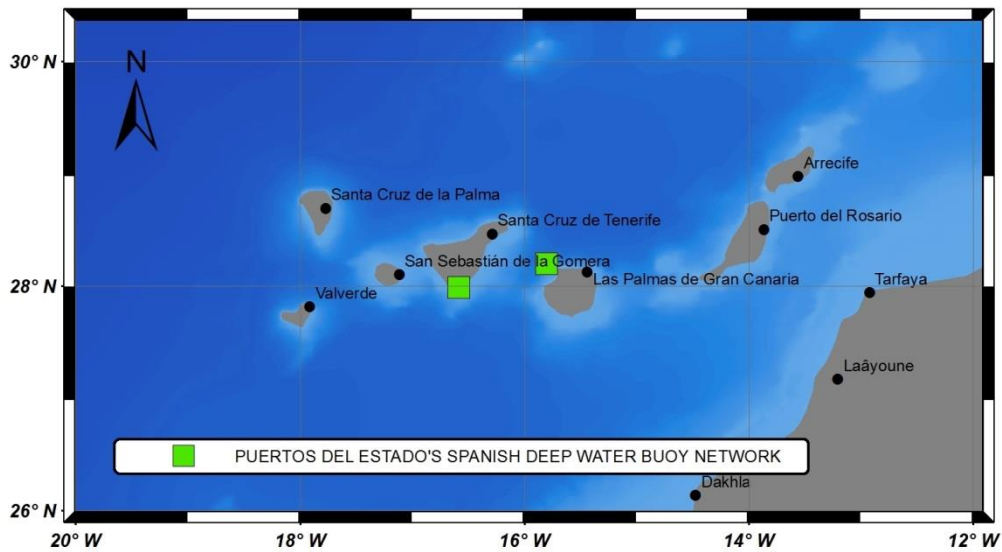 30° N
N
Arrecife
Santa Cruz de la Palma
Puerto del Rosario
Santa Cruz de Tenerife
San Sebastián de la Gomera
28° N
Las Palmas de Gran Canaria
Tarfaya
Valverde
Laâyoune
PUERTOS DEL ESTADO'S SPANISH DEEP WATER BUOY NETWORK
Dakhla
26° N
20° W
18° W
16° W
14° W
12° W